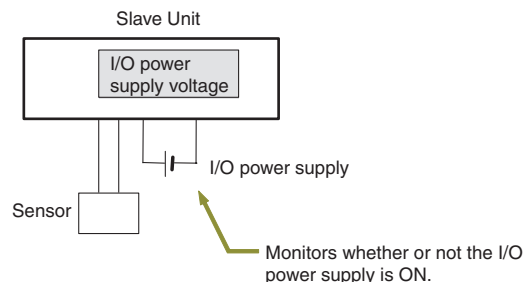 Slave Unit
I/O power
supply voltage
I/O power supply
Sensor
Monitors whether or not the I/O
power supply is ON.